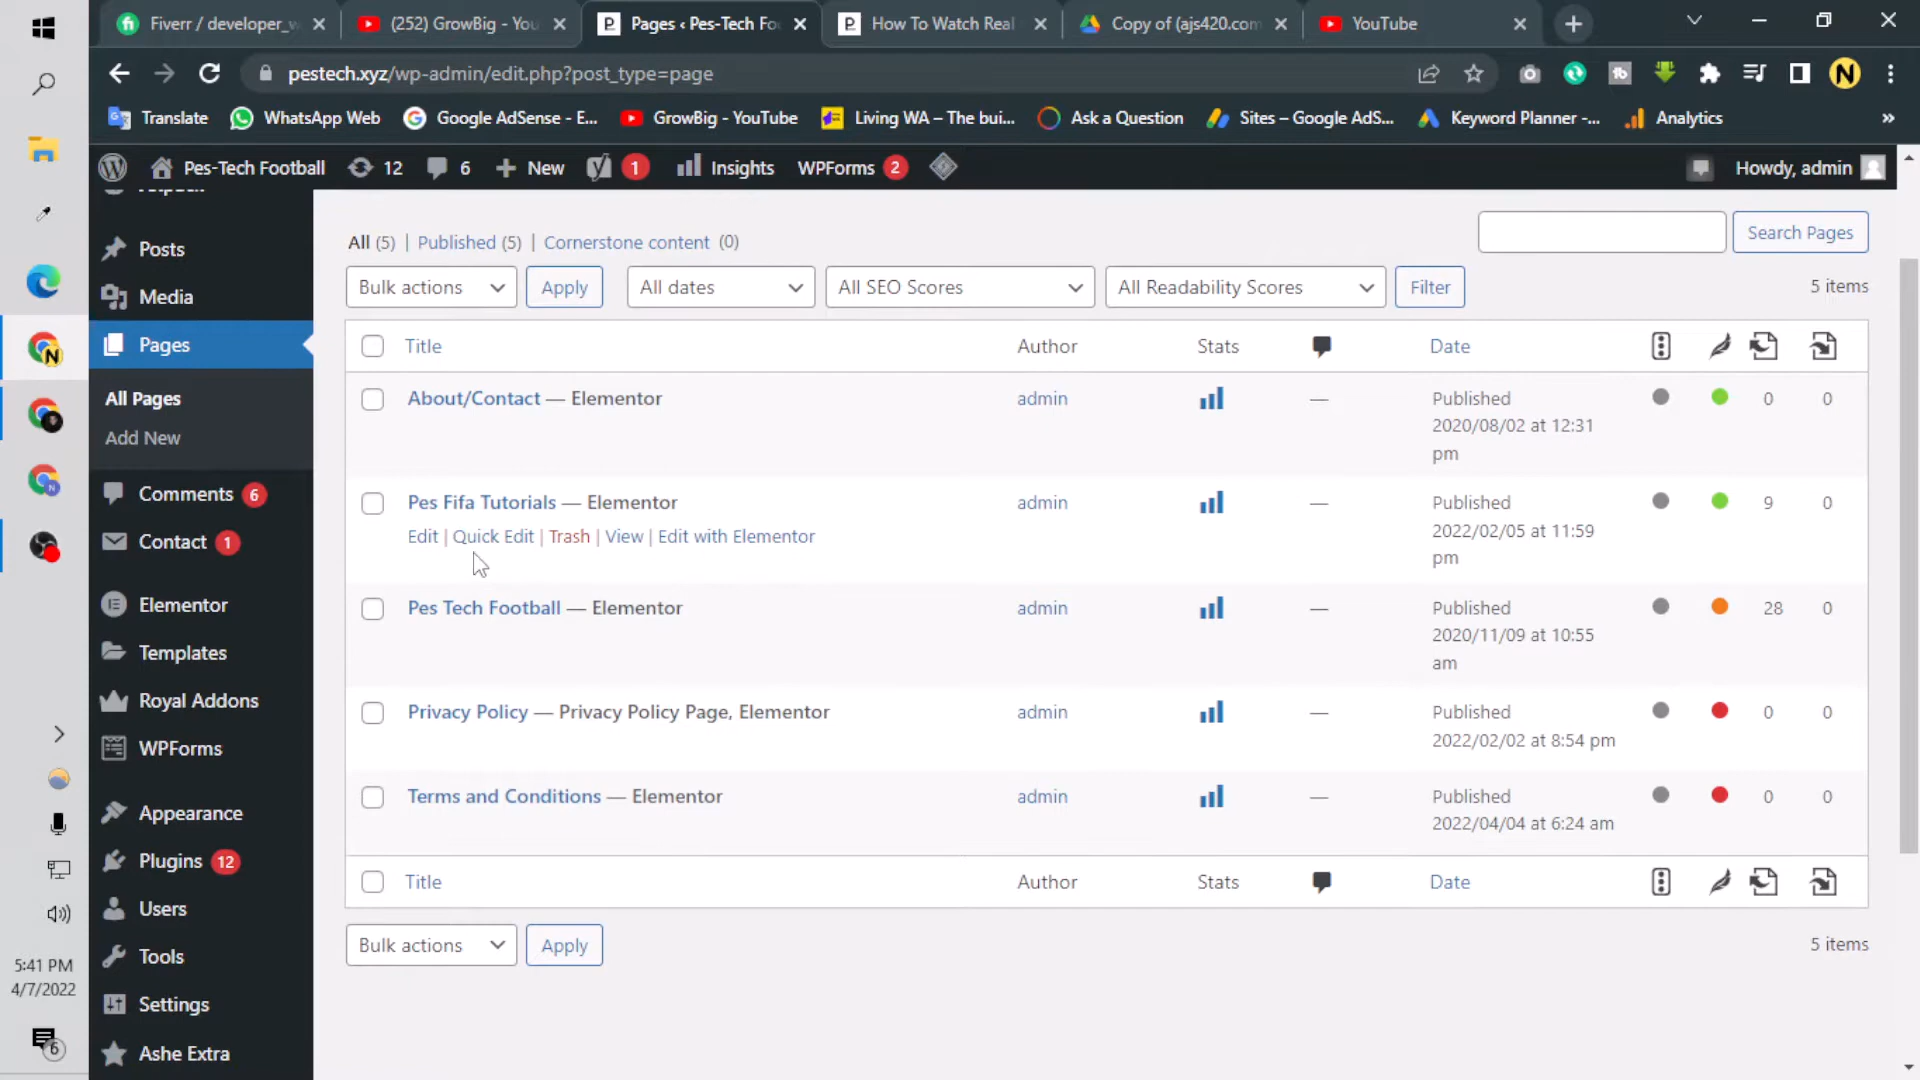 Fiverr / developer_w
(252) GrowBig - You
Pages ‹ Pes-Tech Fo
How To Watch Real
Copy of (ajs420.com
YouTube
pestech.xyz/wp-admin/edit.php?post_type=page
N
Translate
WhatsApp Web
Google AdSense - E...
GrowBig - YouTube
Living WA – The bui...
Ask a Question
Sites – Google AdS...
Keyword Planner -...
Analytics
»
Pes-Tech Football
12
6
New
1
Insights
WPForms 2
Howdy, admin
Posts
Media
Pages
All Pages
Add New
Comments 6
Contact 1
Elementor
Templates
Royal Addons
WPForms
Appearance
Plugins 12
Users
Tools
Settings
Ashe Extra
All (5) | Published (5) | Cornerstone content (0)
Search Pages
Bulk actions
Apply
All dates
All SEO Scores
All Readability Scores
Filter
5 items
Title
Author
Stats
Date
About/Contact — Elementor
admin
—
Published
2020/08/02 at 12:31
pm
0
0
Pes Fifa Tutorials — Elementor
Edit | Quick Edit | Trash | View | Edit with Elementor
admin
—
Published
2022/02/05 at 11:59
pm
9
0
Pes Tech Football — Elementor
admin
—
Published
2020/11/09 at 10:55
am
28
0
Privacy Policy — Privacy Policy Page, Elementor
admin
—
Published
2022/02/02 at 8:54 pm
0
0
Terms and Conditions — Elementor
admin
—
Published
2022/04/04 at 6:24 am
0
0
Title
Author
Stats
Date
Bulk actions
Apply
5 items
5:41 PM
4/7/2022
6